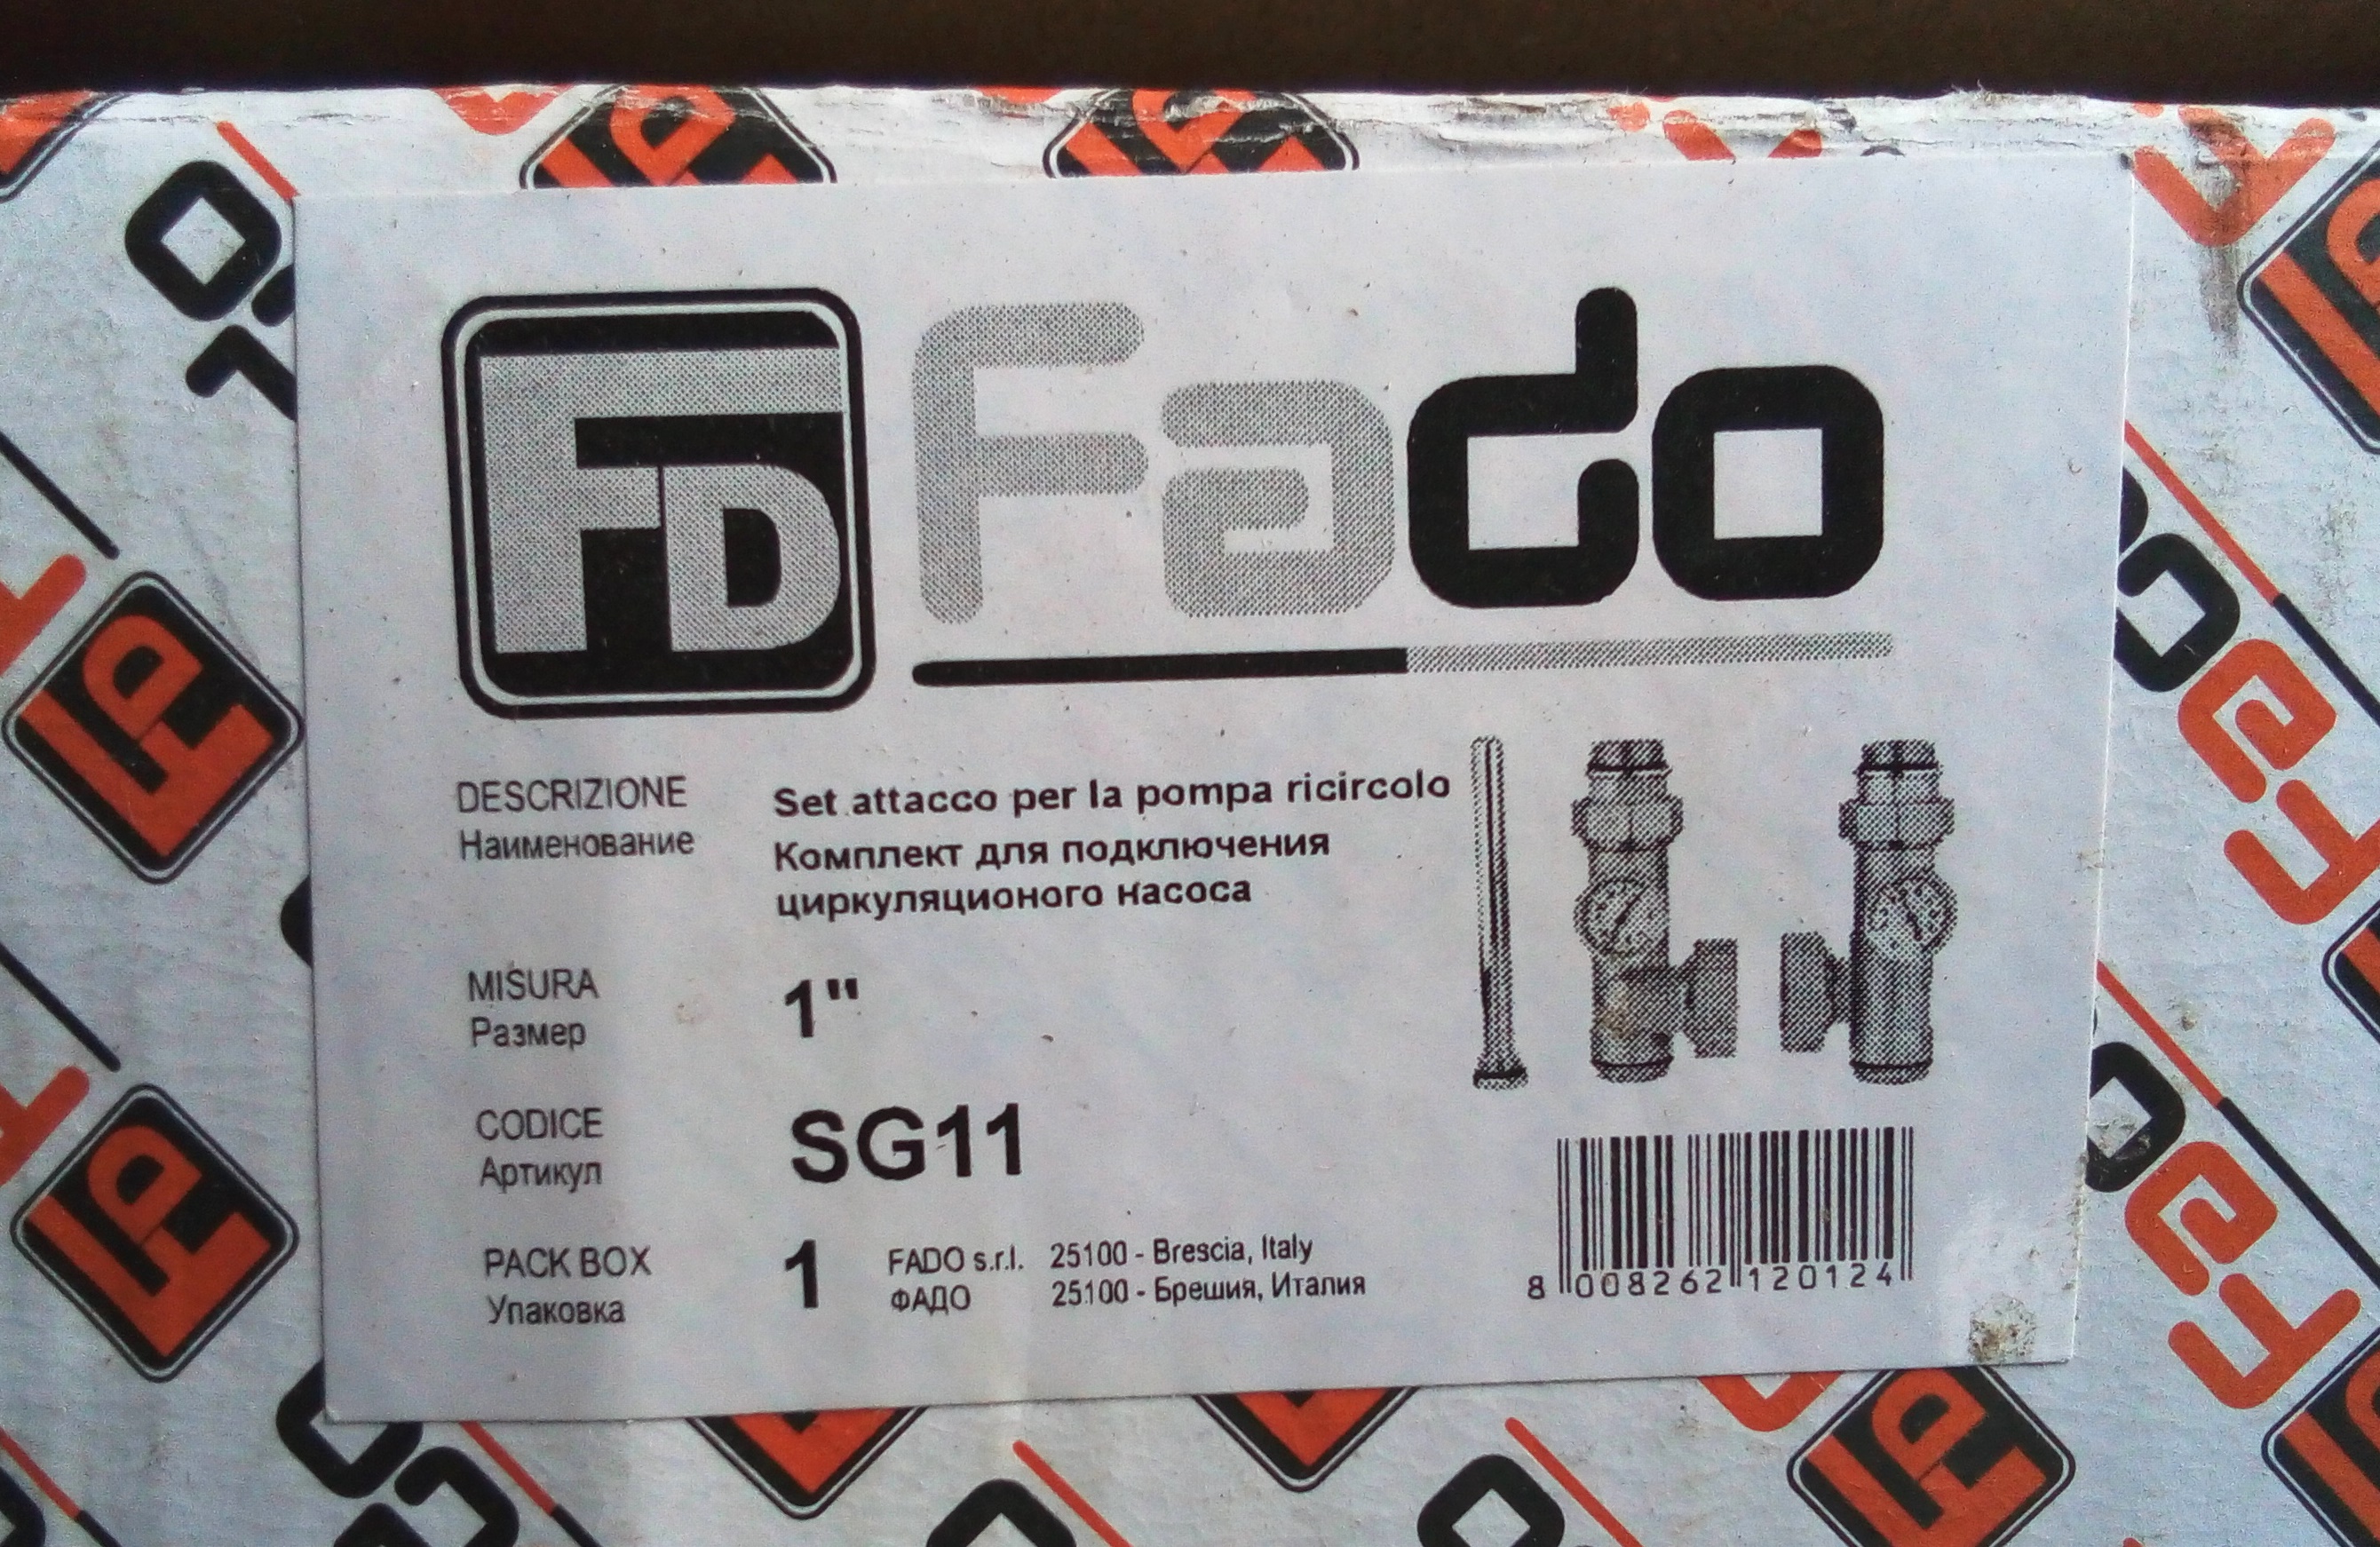 FD Fado
DESCRIZIONE Set attacco per la pompa ricircolo
Наименование Комплект для подключения
циркуляционого насоса
MISURA 1"
Размер
CODICE SG11
Артикул
PACK BOX 1 FADO s.r.l. 25100 - Brescia, Italy
Упаковка ФАДО 25100 - Брешия, Италия
8 008262 120124